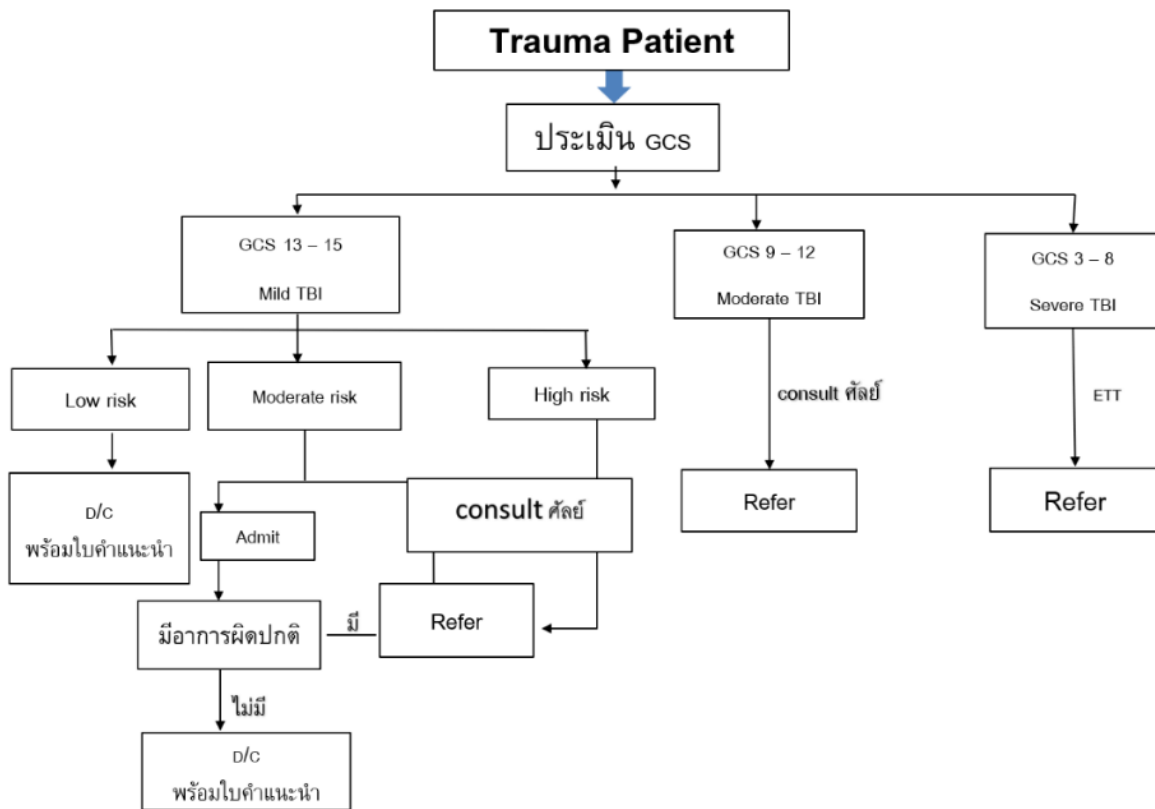 Trauma Patient
ประเมิน GCS
GCS 13 – 15
Mild TBI
GCS 9 – 12
Moderate TBI
GCS 3 – 8
Severe TBI
Low risk
Moderate risk
High risk
consult ศัลย์
ETT
D/C
พร้อมใบคำแนะนำ
Admit
consult ศัลย์
Refer
Refer
มีอาการผิดปกติ
มี
Refer
ไม่มี
D/C
พร้อมใบคำแนะนำ